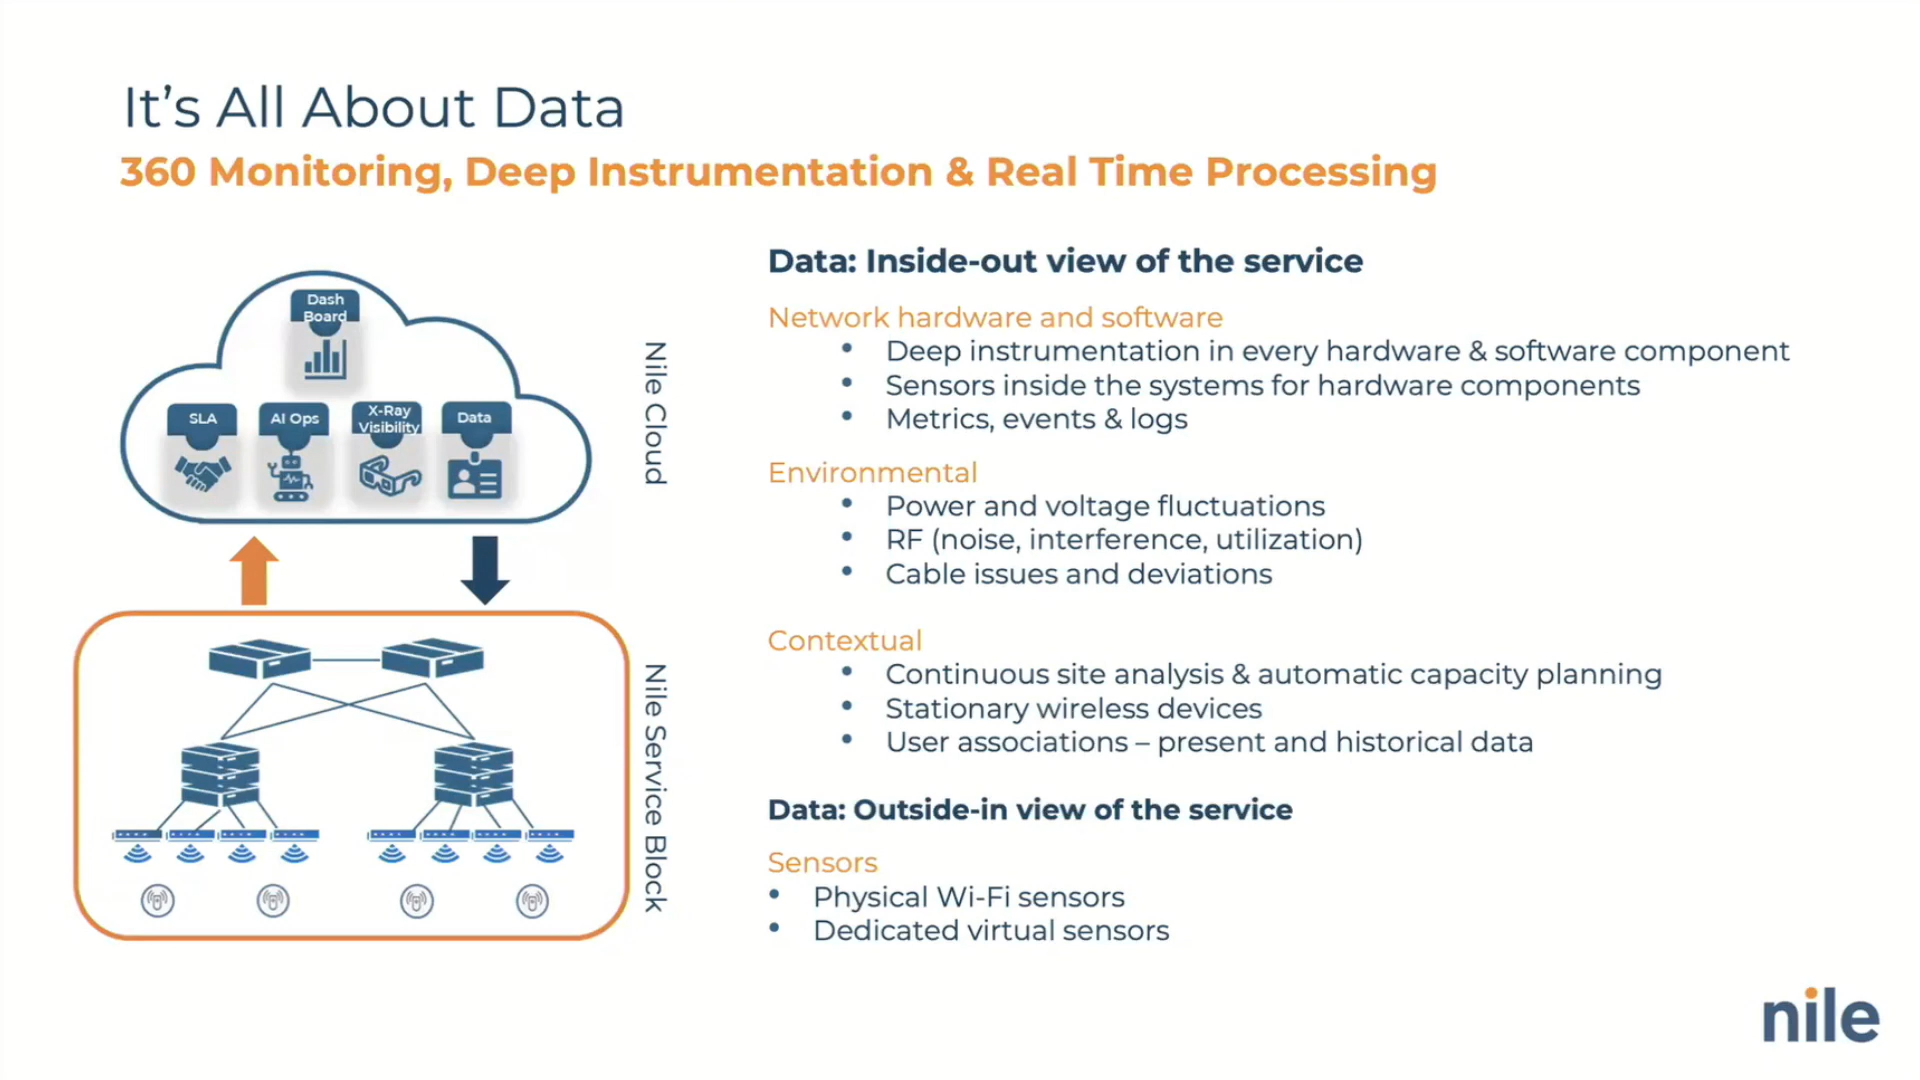 It’s All About Data
360 Monitoring, Deep Instrumentation & Real Time Processing
Dash
Board
SLA
AI Ops
X-Ray
Visibility
Data
Nile Cloud
Nile Service Block
Data: Inside-out view of the service
Network hardware and software
• Deep instrumentation in every hardware & software component
• Sensors inside the systems for hardware components
• Metrics, events & logs
Environmental
• Power and voltage fluctuations
• RF (noise, interference, utilization)
• Cable issues and deviations
Contextual
• Continuous site analysis & automatic capacity planning
• Stationary wireless devices
• User associations – present and historical data
Data: Outside-in view of the service
Sensors
• Physical Wi-Fi sensors
• Dedicated virtual sensors
nile